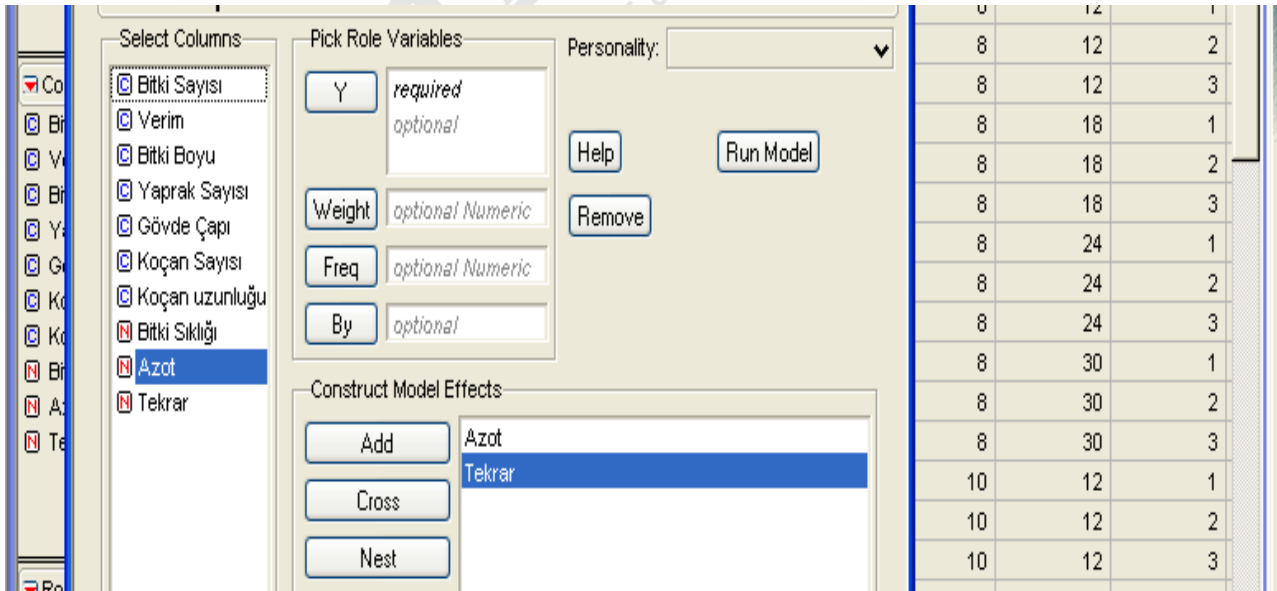 Select Columns
Bitki Sayısı
Verim
Bitki Boyu
Yaprak Sayısı
Gövde Çapı
Koçan Sayısı
Koçan uzunluğu
Bitki Sıklığı
Azot
Tekrar
Pick Role Variables
Y
required
optional
Weight
optional Numeric
Freq
optional Numeric
By
optional
Personality:
Help
Run Model
Remove
Construct Model Effects
Add
Cross
Nest
Azot
Tekrar
8 12 2
8 12 3
8 18 1
8 18 2
8 18 3
8 24 1
8 24 2
8 24 3
8 30 1
8 30 2
8 30 3
10 12 1
10 12 2
10 12 3